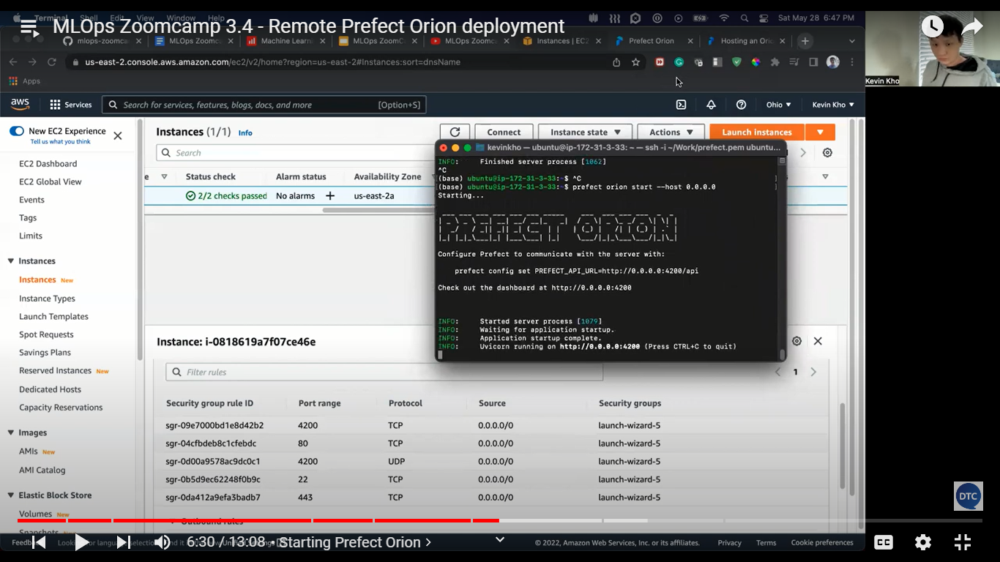 Terminal Shell Edit View Window Help
Sat May 28 6:47 PM
MLOps Zoomcamp 3.4 - Remote Prefect Orion deployment
mlops-zoomca
MLOps ZoomC
Machine Learn
MLOps ZoomC
MLOps Zoomc
Instances | EC2
Prefect Orion
Hosting an Ori
us-east-2.console.aws.amazon.com/ec2/v2/home?region=us-east-2#Instances:sort=dnsName
Apps
Kevin Kho
aws
Services
Search for services, features, blogs, docs, and more
[Option+S]
Ohio
Kevin Kho
New EC2 Experience
Tell us what you think
EC2 Dashboard
EC2 Global View
Events
Tags
Limits
Instances
Instances New
Instance Types
Launch Templates
Spot Requests
Savings Plans
Reserved Instances New
Dedicated Hosts
Capacity Reservations
Images
AMIs New
AMI Catalog
Elastic Block Store
Volumes New
Snapshots
Instances (1/1) Info
Connect
Instance state
Actions
Launch instances
Search
Status check
Alarm status
Availability Zone
2/2 checks passed
No alarms
us-east-2a
kevinkho — ubuntu@ip-172-31-3-33: ~ — ssh -i ~/Work/prefect.pem ubuntu...
INFO: Finished server process [1062]
^C
(base) ubuntu@ip-172-31-3-33:~$ ^C
(base) ubuntu@ip-172-31-3-33:~$ prefect orion start --host 0.0.0.0
Starting...
PREFECT ORION
Configure Prefect to communicate with the server with:
prefect config set PREFECT_API_URL=http://0.0.0.0:4200/api
Check out the dashboard at http://0.0.0.0:4200
INFO: Started server process [1079]
INFO: Waiting for application startup.
INFO: Application startup complete.
INFO: Uvicorn running on http://0.0.0.0:4200 (Press CTRL+C to quit)
Instance: i-0818619a7f07ce46e
Filter rules
1
Security group rule ID Port range Protocol Source Security groups
sgr-09e7000bd1e8d42b2 4200 TCP 0.0.0.0/0 launch-wizard-5
sgr-04cfbdeb8c1cfebdc 80 TCP 0.0.0.0/0 launch-wizard-5
sgr-0d00a9578ac9dc0c1 4200 UDP 0.0.0.0/0 launch-wizard-5
sgr-0b5d9ec62248f0b9c 22 TCP 0.0.0.0/0 launch-wizard-5
sgr-0da412a9efa3badb7 443 TCP 0.0.0.0/0 launch-wizard-5
Outbound rules
DTC
6:30 / 13:08 • Starting Prefect Orion
© 2022, Amazon Web Services, Inc. or its affiliates.
Privacy
Terms
Cookie preferences
CC